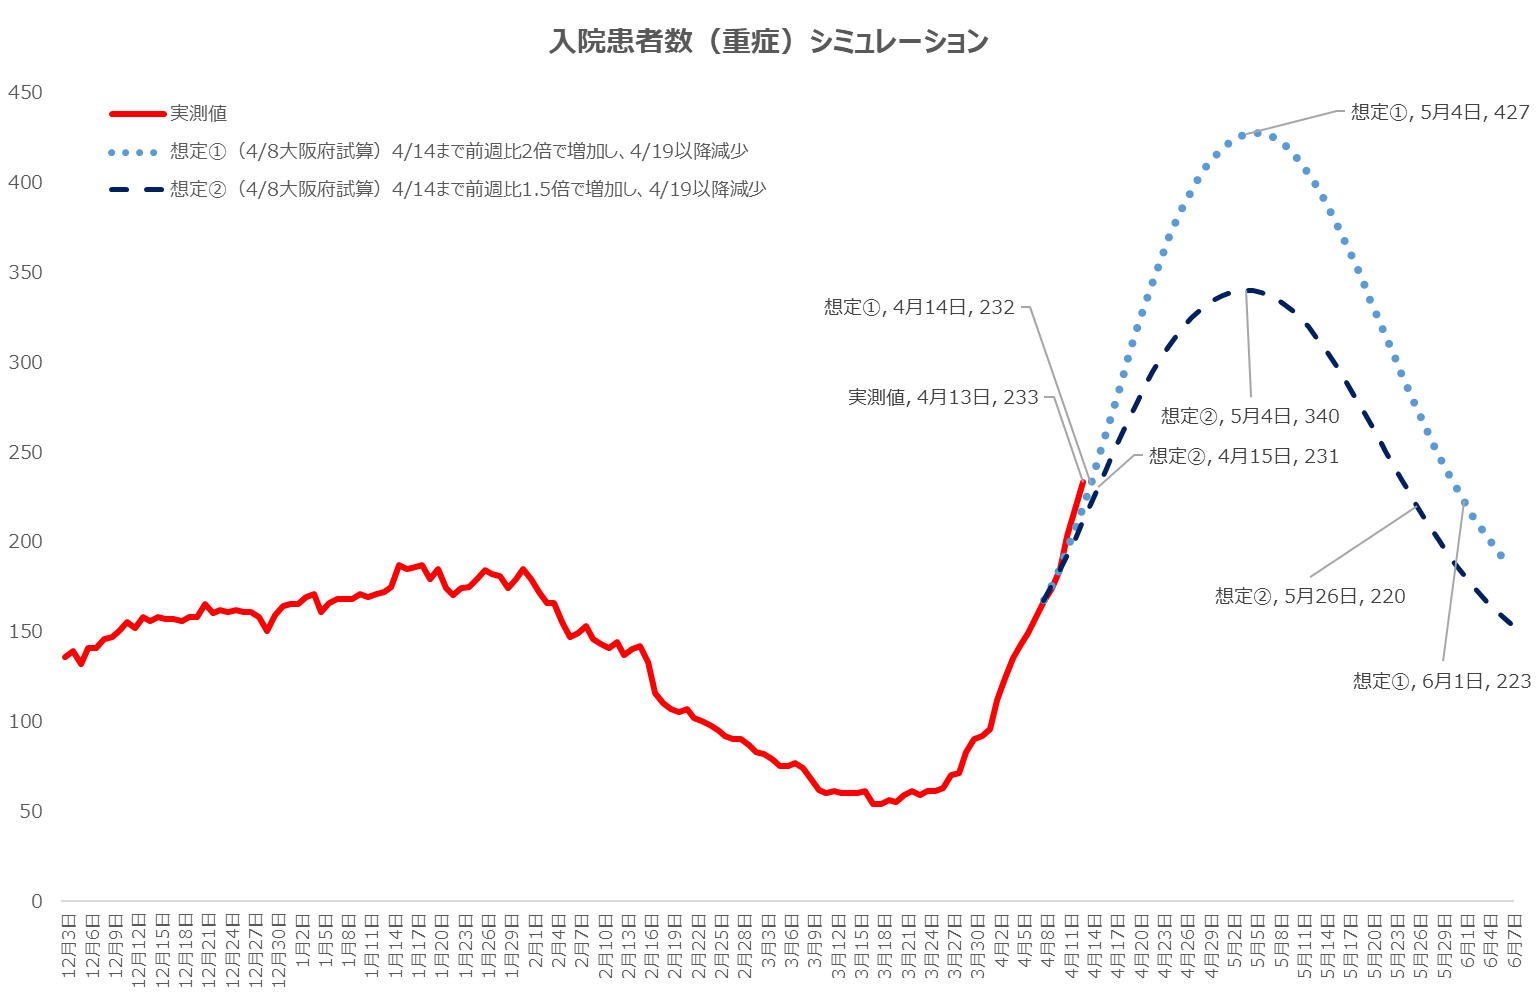 入院患者数（重症）シミュレーション
450
400
350
300
250
200
150
100
50
0
実測値
想定①（4/8大阪府試算）4/14まで前週比2倍で増加し、4/19以降減少
想定②（4/8大阪府試算）4/14まで前週比1.5倍で増加し、4/19以降減少
想定①, 5月4日, 427
想定①, 4月14日, 232
実測値, 4月13日, 233
想定②, 5月4日, 340
想定②, 4月15日, 231
想定②, 5月26日, 220
想定①, 6月1日, 223
12月3日
12月6日
12月9日
12月12日
12月15日
12月18日
12月21日
12月24日
12月27日
12月30日
1月2日
1月5日
1月8日
1月11日
1月14日
1月17日
1月20日
1月23日
1月26日
1月29日
2月1日
2月4日
2月7日
2月10日
2月13日
2月16日
2月19日
2月22日
2月25日
2月28日
3月3日
3月6日
3月9日
3月12日
3月15日
3月18日
3月21日
3月24日
3月27日
3月30日
4月2日
4月5日
4月8日
4月11日
4月14日
4月17日
4月20日
4月23日
4月26日
4月29日
5月2日
5月5日
5月8日
5月11日
5月14日
5月17日
5月20日
5月23日
5月26日
5月29日
6月1日
6月4日
6月7日